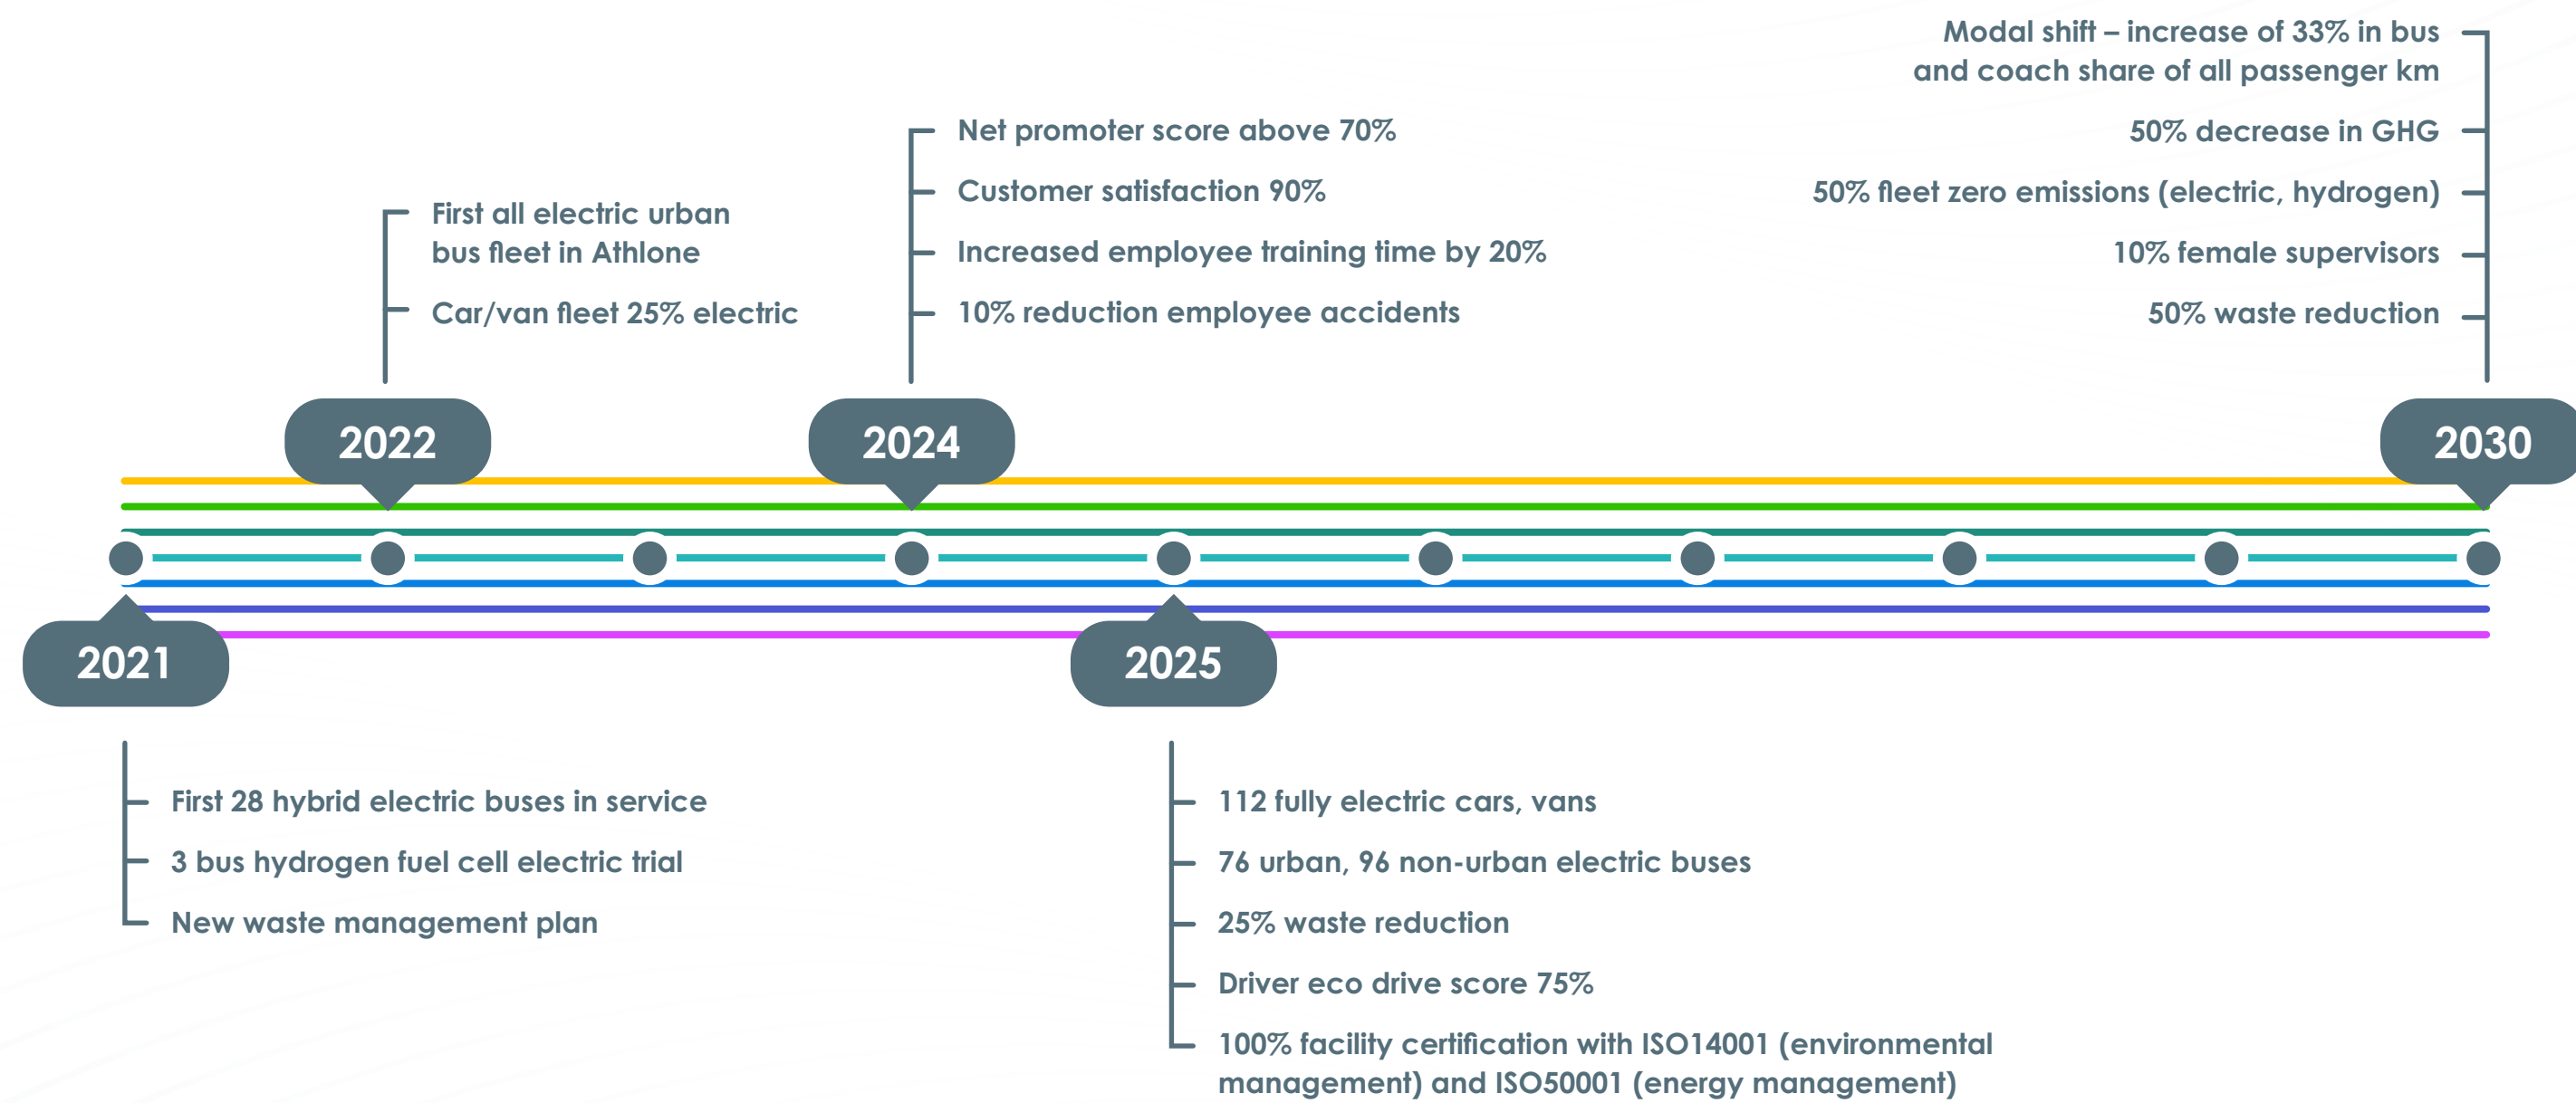 Modal shift – increase of 33% in bus
and coach share of all passenger km
50% decrease in GHG
50% fleet zero emissions (electric, hydrogen)
10% female supervisors
50% waste reduction
Net promoter score above 70%
Customer satisfaction 90%
Increased employee training time by 20%
10% reduction employee accidents
First all electric urban
bus fleet in Athlone
Car/van fleet 25% electric
2022
2024
2030
2021
2025
First 28 hybrid electric buses in service
3 bus hydrogen fuel cell electric trial
New waste management plan
112 fully electric cars, vans
76 urban, 96 non-urban electric buses
25% waste reduction
Driver eco drive score 75%
100% facility certification with ISO14001 (environmental
management) and ISO50001 (energy management)